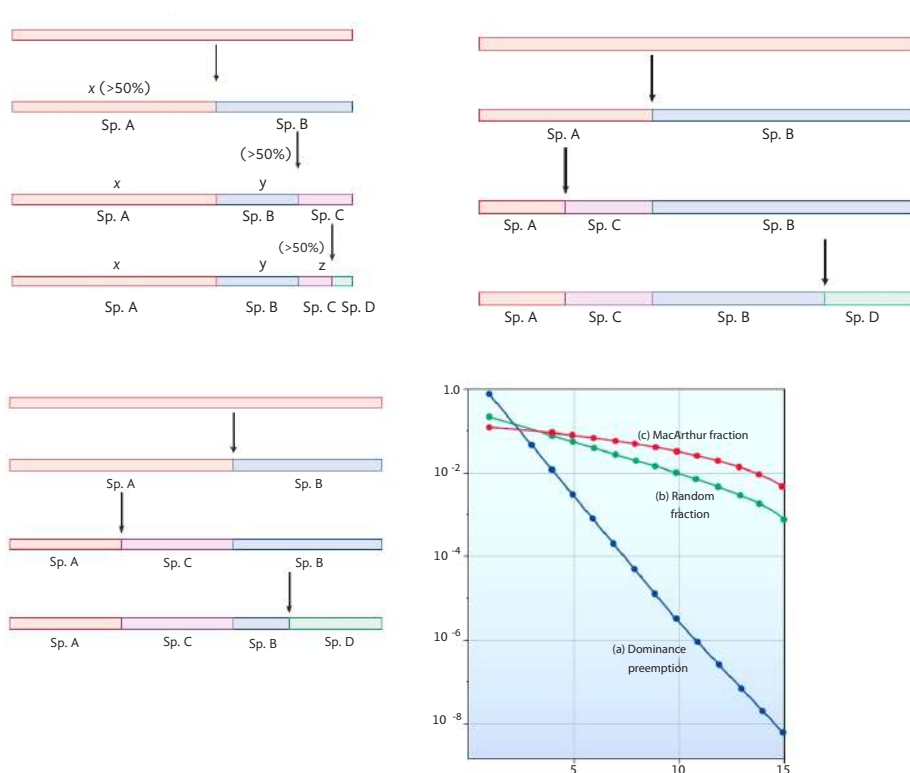 x (>50%)
Sp. A Sp. B
(>50%)
x y
Sp. A Sp. B Sp. C
(>50%)
x y z
Sp. A Sp. B Sp. C Sp. D
Sp. A Sp. B
Sp. A Sp. C Sp. B
Sp. A Sp. C Sp. B Sp. D
Sp. A Sp. B
Sp. A Sp. C Sp. B
Sp. A Sp. C Sp. B Sp. D
1.0
10⁻²
10⁻⁴
10⁻⁶
10⁻⁸
(c) MacArthur fraction
(b) Random
fraction
(a) Dominance
preemption
5 10 15